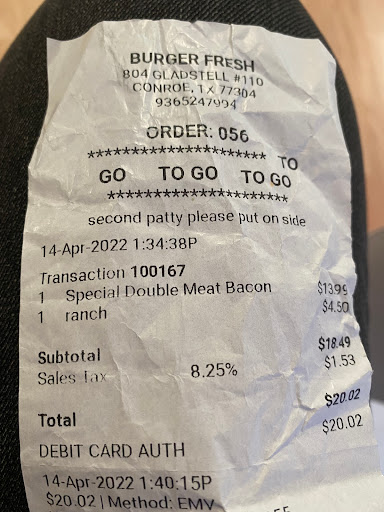 BURGER FRESH
804 GLADSTELL #110
CONROE, TX 77304
9365247994
ORDER: 056
******************** TO
GO TO GO TO GO
********************
second patty please put on side
14-Apr-2022 1:34:38P
Transaction 100167
1 Special Double Meat Bacon $13.99
1 ranch $4.50
Subtotal $18.49
Sales Tax 8.25% $1.53
$20.02
Total $20.02
DEBIT CARD AUTH
14-Apr-2022 1:40:15P
$20.02 | Method: EMV